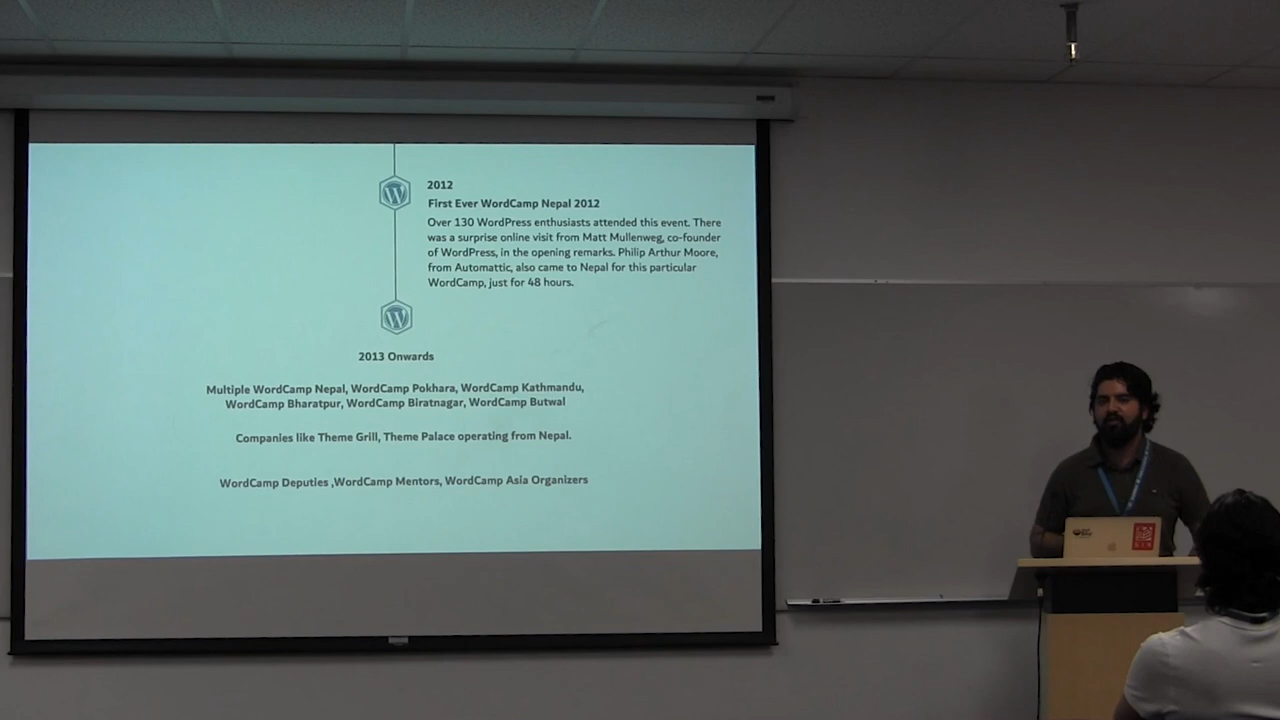 2012
First Ever WordCamp Nepal 2012
Over 130 WordPress enthusiasts attended this event. There
was a surprise online visit from Matt Mullenweg, co-founder
of WordPress, in the opening remarks. Philip Arthur Moore,
from Automattic, also came to Nepal for this particular
WordCamp, just for 48 hours.
2013 Onwards
Multiple WordCamp Nepal, WordCamp Pokhara, WordCamp Kathmandu,
WordCamp Bharatpur, WordCamp Biratnagar, WordCamp Butwal
Companies like Theme Grill, Theme Palace operating from Nepal.
WordCamp Deputies ,WordCamp Mentors, WordCamp Asia Organizers